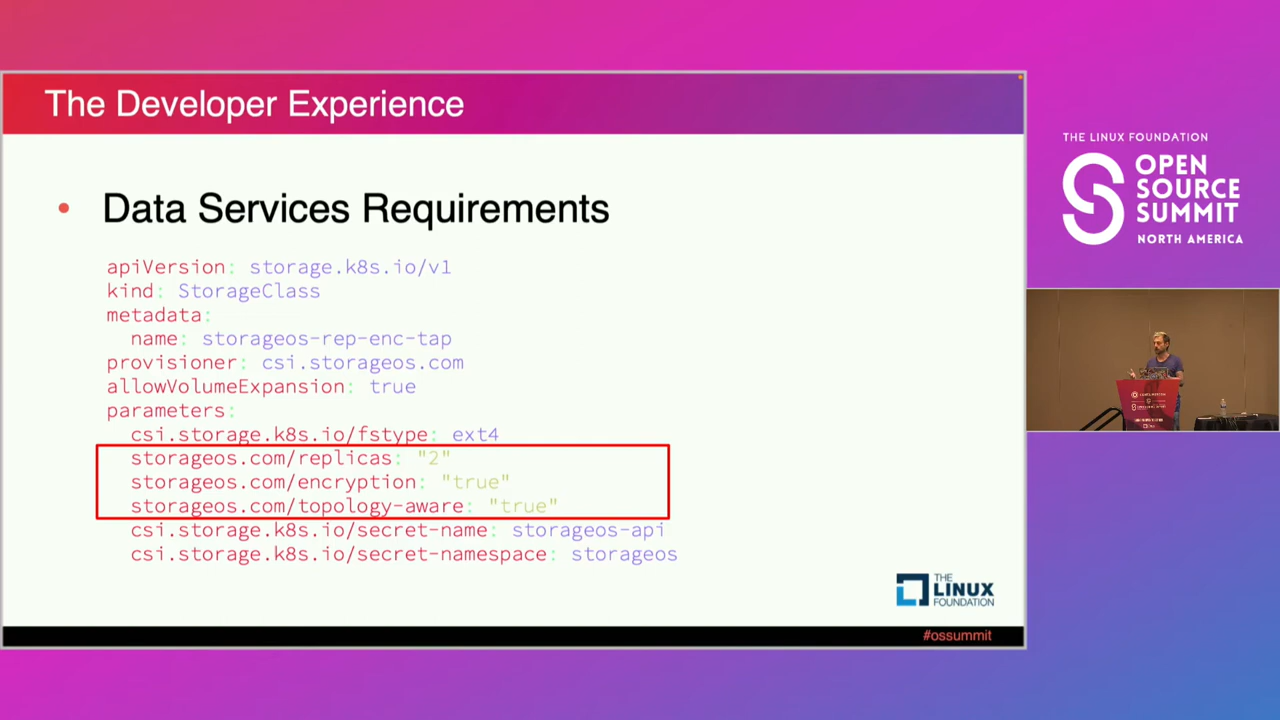 The Developer Experience
• Data Services Requirements
apiVersion: storage.k8s.io/v1
kind: StorageClass
metadata:
  name: storageos-rep-enc-tap
provisioner: csi.storageos.com
allowVolumeExpansion: true
parameters:
  csi.storage.k8s.io/fstype: ext4
  storageos.com/replicas: "2"
  storageos.com/encryption: "true"
  storageos.com/topology-aware: "true"
  csi.storage.k8s.io/secret-name: storageos-api
  csi.storage.k8s.io/secret-namespace: storageos
THE
LINUX
FOUNDATION
#ossummit
THE LINUX FOUNDATION
OPEN
SOURCE
SUMMIT
NORTH AMERICA